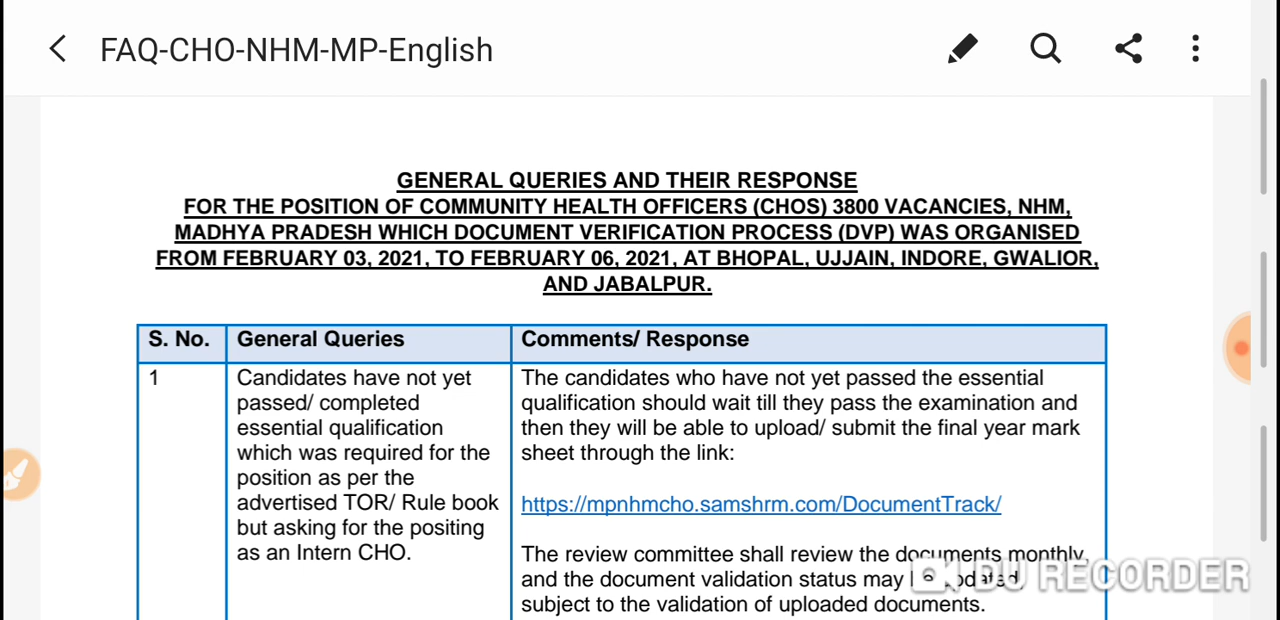 FAQ-CHO-NHM-MP-English
GENERAL QUERIES AND THEIR RESPONSE
FOR THE POSITION OF COMMUNITY HEALTH OFFICERS (CHOS) 3800 VACANCIES, NHM,
MADHYA PRADESH WHICH DOCUMENT VERIFICATION PROCESS (DVP) WAS ORGANISED
FROM FEBRUARY 03, 2021, TO FEBRUARY 06, 2021, AT BHOPAL, UJJAIN, INDORE, GWALIOR,
AND JABALPUR.
S. No. General Queries Comments/ Response
1
Candidates have not yet
passed/ completed
essential qualification
which was required for the
position as per the
advertised TOR/ Rule book
but asking for the positing
as an Intern CHO.
The candidates who have not yet passed the essential
qualification should wait till they pass the examination and
then they will be able to upload/ submit the final year mark
sheet through the link:
https://mpnhmcho.samshrm.com/DocumentTrack/
The review committee shall review the documents monthly,
and the document validation status may be updated,
subject to the validation of uploaded documents.
DU RECORDER